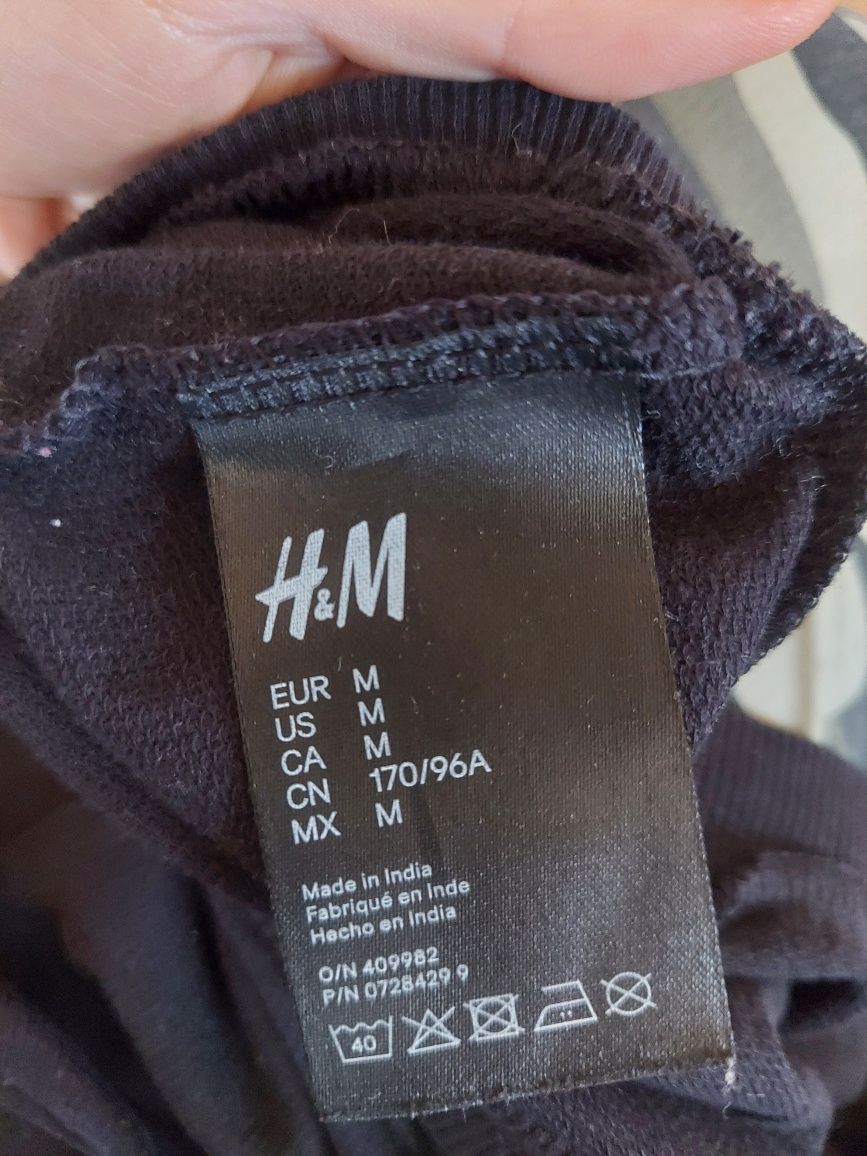 H&M
EUR M
US M
CA M
CN 170/96A
MX M
Made in India
Fabriqué en Inde
Hecho en India
O/N 409982
P/N 0728429 9
40